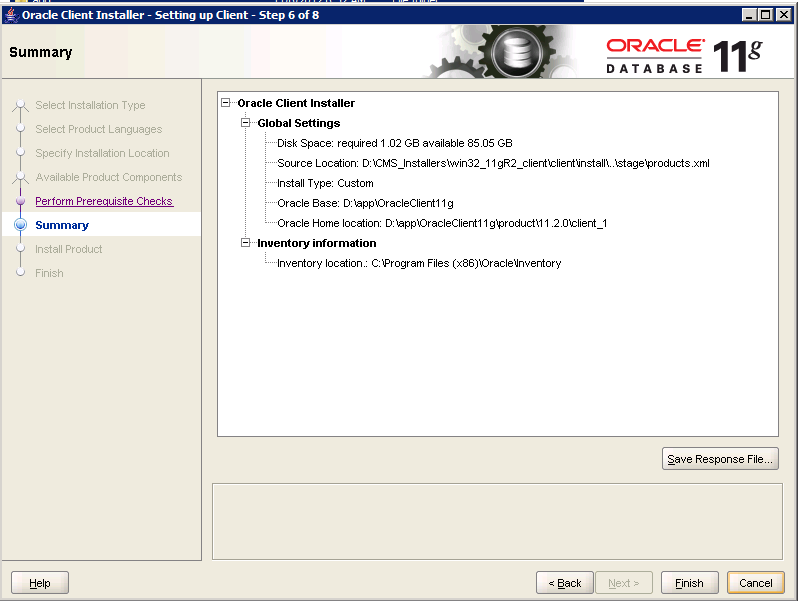 Oracle Client Installer - Setting up Client - Step 6 of 8
Summary
ORACLE
DATABASE
11g
Select Installation Type
Select Product Languages
Specify Installation Location
Available Product Components
Perform Prerequisite Checks
Summary
Install Product
Finish
Oracle Client Installer
Global Settings
Disk Space: required 1.02 GB available 85.05 GB
Source Location: D:\CMS_Installers\win32_11gR2_client\client\install\..\stage\products.xml
Install Type: Custom
Oracle Base: D:\app\OracleClient11g
Oracle Home location: D:\app\OracleClient11g\product\11.2.0\client_1
Inventory information
Inventory location.: C:\Program Files (x86)\Oracle\Inventory
Save Response File...
Help
< Back
Next >
Finish
Cancel